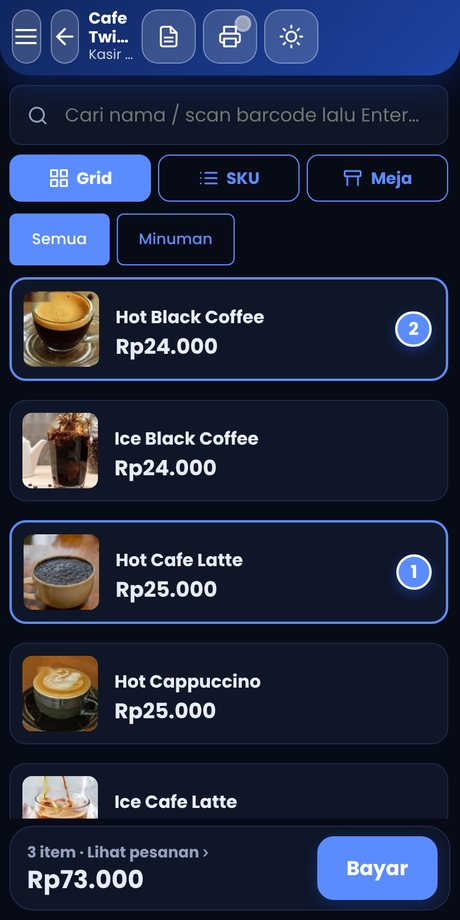 Cafe
Twi…
Kasir …
Cari nama / scan barcode lalu Enter…
Grid
SKU
Meja
Semua
Minuman
Hot Black Coffee
Rp24.000
2
Ice Black Coffee
Rp24.000
Hot Cafe Latte
Rp25.000
1
Hot Cappuccino
Rp25.000
Ice Cafe Latte
3 item · Lihat pesanan ›
Rp73.000
Bayar